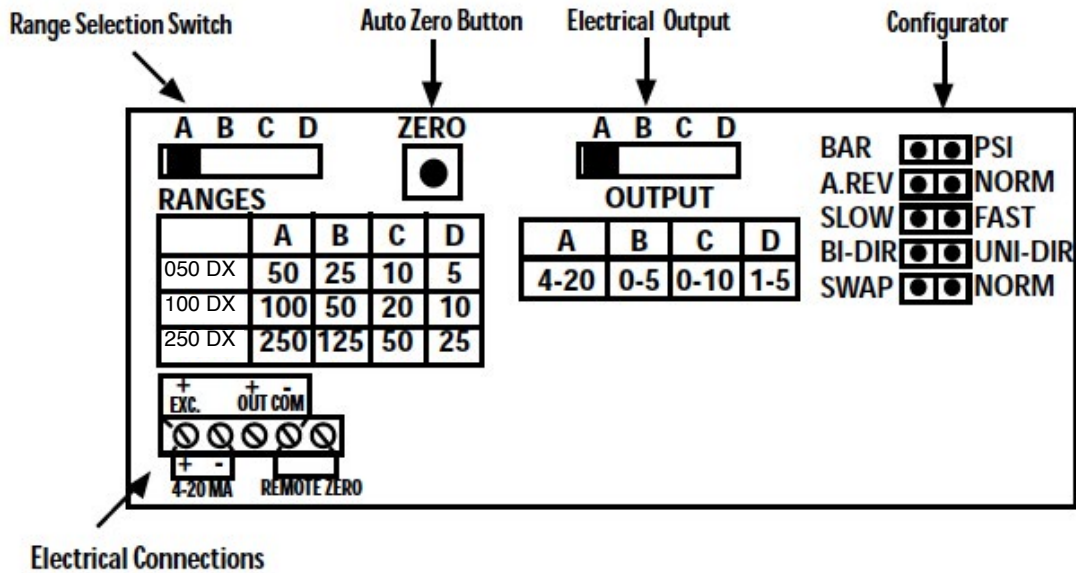 Range Selection Switch
Auto Zero Button
Electrical Output
Configurator
A B C D
ZERO
A B C D
RANGES
OUTPUT
A B C D
050 DX 50 25 10 5
100 DX 100 50 20 10
250 DX 250 125 50 25
A B C D
4-20 0-5 0-10 1-5
BAR PSI
A.REV NORM
SLOW FAST
BI-DIR UNI-DIR
SWAP NORM
+ + -
EXC. OUT COM
+ -
4-20 MA REMOTE ZERO
Electrical Connections